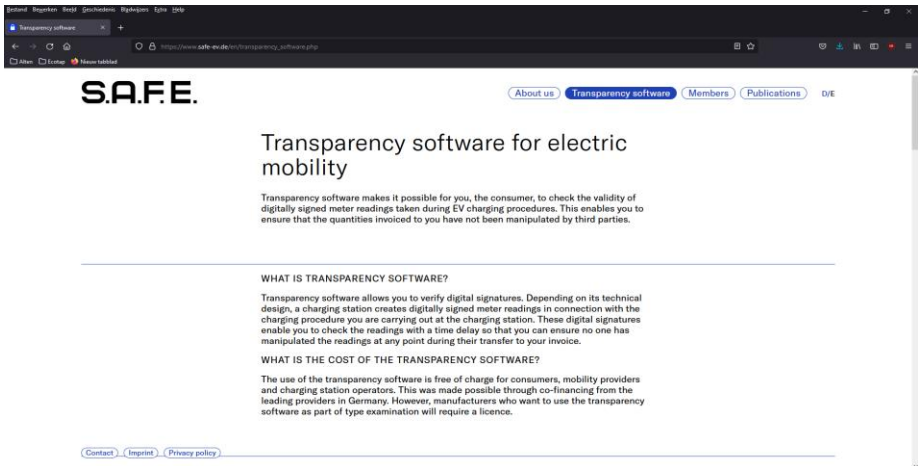 Bestand Bewerken Beeld Geschiedenis Bladwijzers Extra Help
Transparency software
https://www.safe-ev.de/en/transparency_software.php
Alten Ecotap Nieuw tabblad
S.A.F.E.
About us Transparency software Members Publications D/E
Transparency software for electric
mobility
Transparency software makes it possible for you, the consumer, to check the validity of
digitally signed meter readings taken during EV charging procedures. This enables you to
ensure that the quantities invoiced to you have not been manipulated by third parties.
WHAT IS TRANSPARENCY SOFTWARE?
Transparency software allows you to verify digital signatures. Depending on its technical
design, a charging station creates digitally signed meter readings in connection with the
charging procedure you are carrying out at the charging station. These digital signatures
enable you to check the readings with a time delay so that you can ensure no one has
manipulated the readings at any point during their transfer to your invoice.
WHAT IS THE COST OF THE TRANSPARENCY SOFTWARE?
The use of the transparency software is free of charge for consumers, mobility providers
and charging station operators. This was made possible through co-financing from the
leading providers in Germany. However, manufacturers who want to use the transparency
software as part of type examination will require a licence.
Contact Imprint Privacy policy